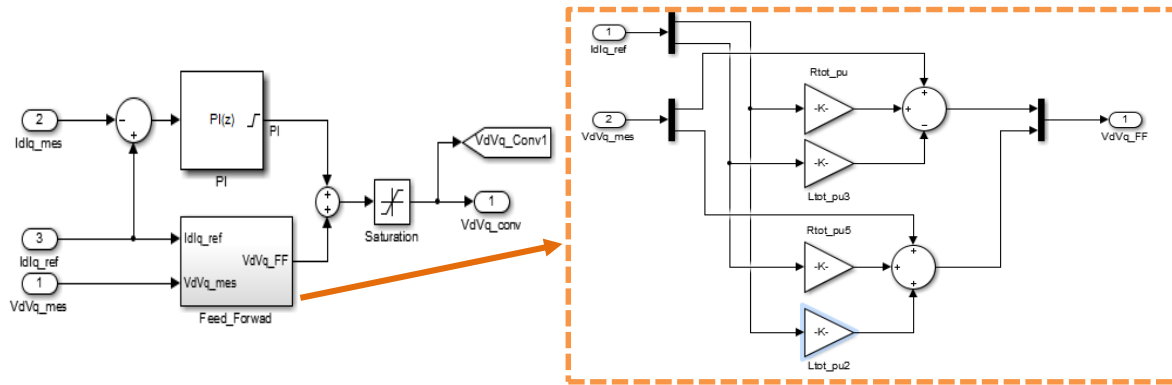 2
IdIq_mes
-
+
PI(z)
PI
PI
3
IdIq_ref
1
VdVq_mes
IdIq_ref
VdVq_mes
VdVq_FF
Feed_Forwad
+
+
Saturation
VdVq_Conv1
1
VdVq_conv
1
IdIq_ref
2
VdVq_mes
Rtot_pu
-K-
-K-
Ltot_pu3
+
+
-
Rtot_pu5
-K-
-K-
Ltot_pu2
+
+
+
1
VdVq_FF